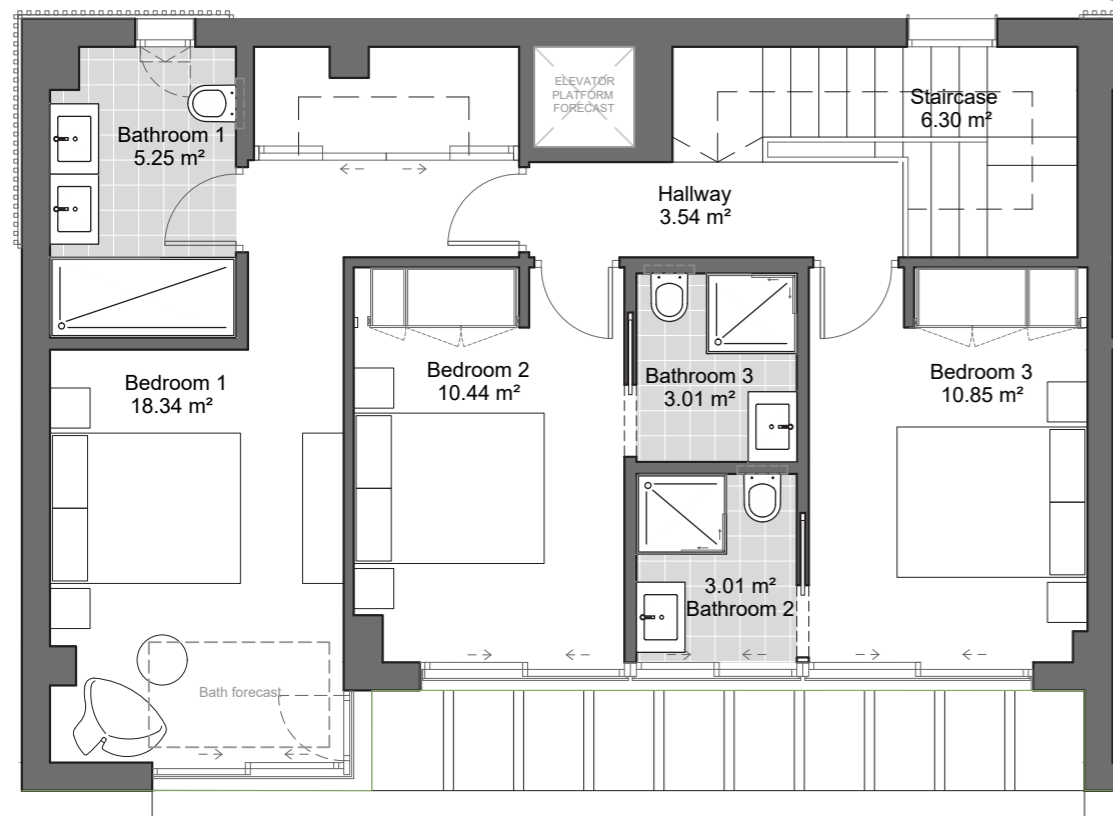 ELEVATOR
PLATFORM
FORECAST
Staircase
6.30 m²
Bathroom 1
5.25 m²
Hallway
3.54 m²
Bedroom 1
18.34 m²
Bedroom 2
10.44 m²
Bathroom 3
3.01 m²
Bedroom 3
10.85 m²
3.01 m²
Bathroom 2
Bath forecast